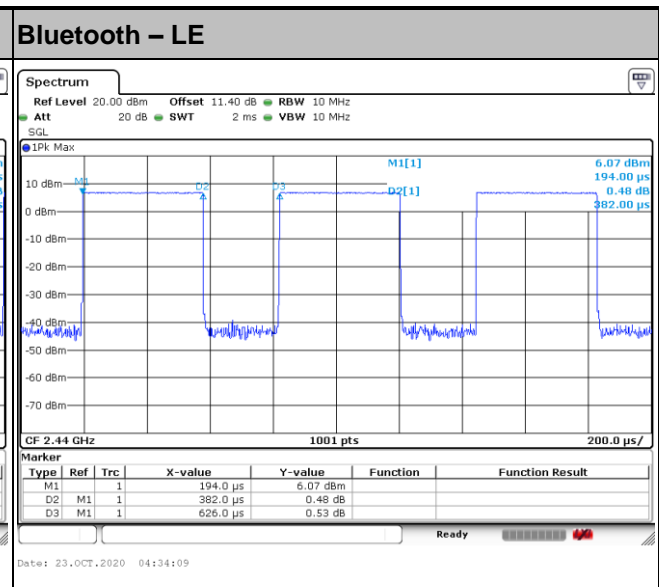 Bluetooth – LE
Spectrum
Ref Level 20.00 dBm Offset 11.40 dB RBW 10 MHz
Att 20 dB SWT 2 ms VBW 10 MHz
SGL
1Pk Max
M1[1] 6.07 dBm
194.00 µs
D2[1] 0.48 dB
382.00 µs
M1 D2 D3
10 dBm
0 dBm
-10 dBm
-20 dBm
-30 dBm
-40 dBm
-50 dBm
-60 dBm
-70 dBm
CF 2.44 GHz 1001 pts 200.0 µs/
Marker
Type Ref Trc X-value Y-value Function Function Result
M1 1 194.0 µs 6.07 dBm
D2 M1 1 382.0 µs 0.48 dB
D3 M1 1 626.0 µs 0.53 dB
Ready
Date: 23.OCT.2020 04:34:09